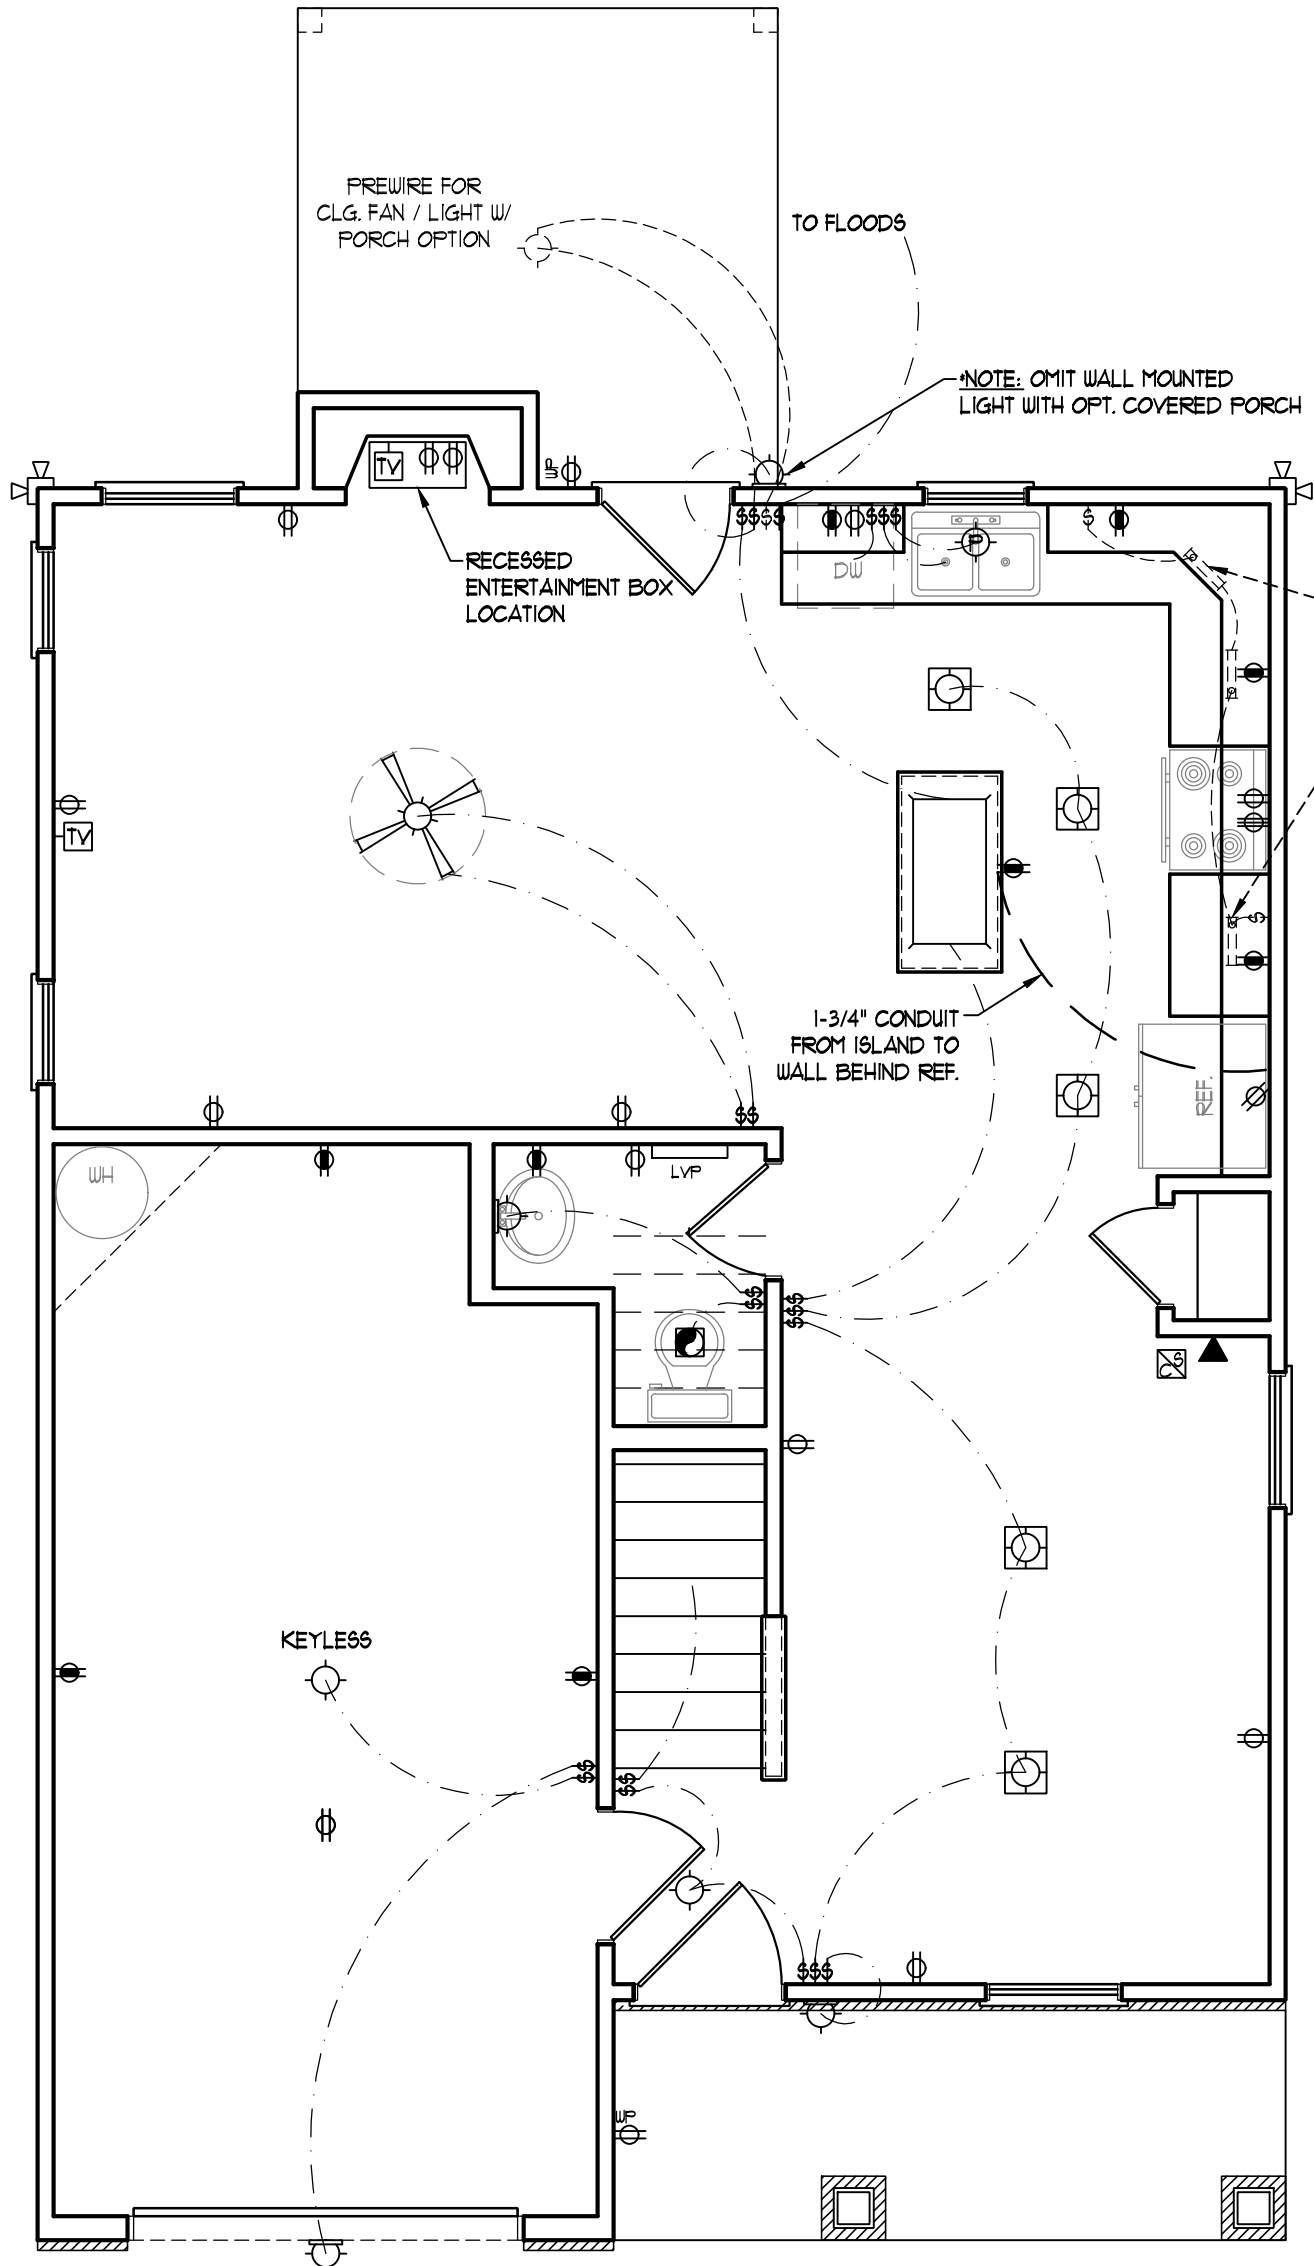 PREWIRE FOR
CLG. FAN / LIGHT W/
PORCH OPTION
TO FLOODS
*NOTE: OMIT WALL MOUNTED
LIGHT WITH OPT. COVERED PORCH
TV
WP
$$$$
$$$
$
RECESSED
ENTERTAINMENT BOX
LOCATION
DW
TV
$
1-3/4" CONDUIT
FROM ISLAND TO
WALL BEHIND REF.
REF.
$$
WH
LVP
$$
$$$
C S
KEYLESS
$$
$$
$$$
WP